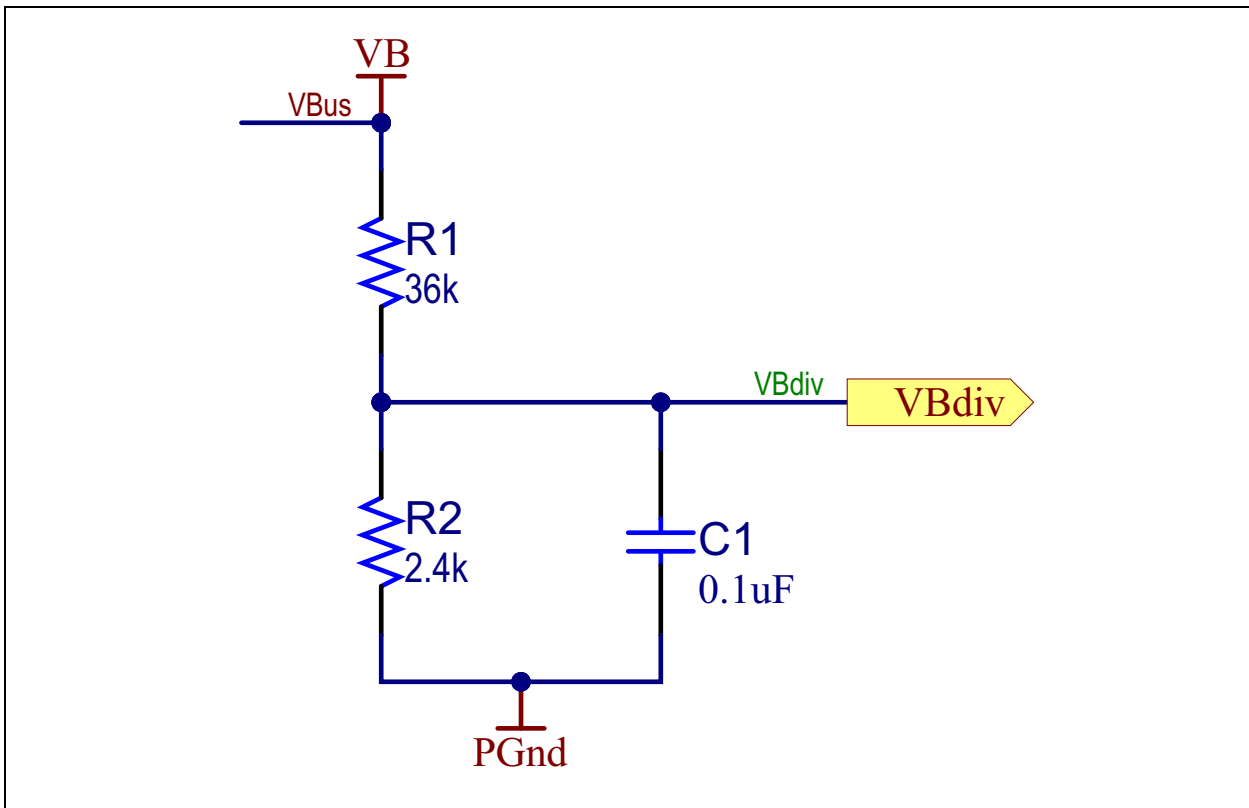 VB
VBus
R1
36k
VBdiv
VBdiv
R2
2.4k
C1
0.1uF
PGnd